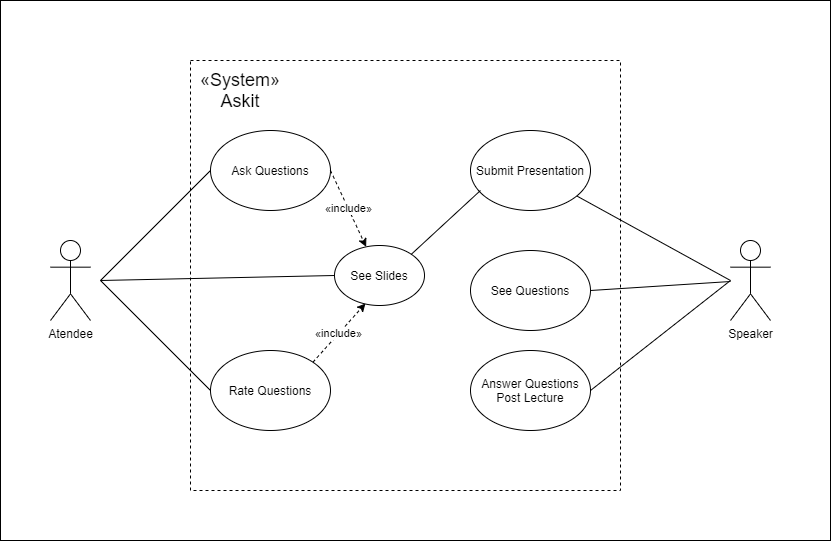 «System»
Askit
Ask Questions
Submit Presentation
«include»
See Slides
See Questions
Atendee
Speaker
«include»
Rate Questions
Answer Questions
Post Lecture